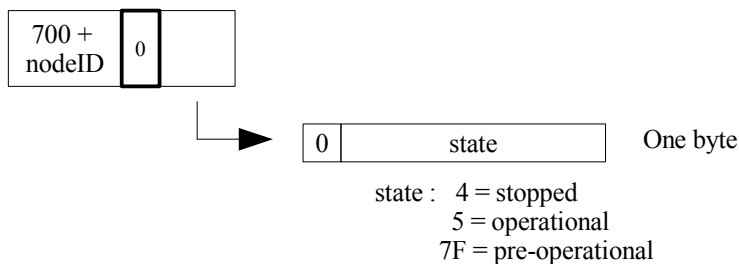 700 +
nodeID
0
0
state
One byte
state : 4 = stopped
5 = operational
7F = pre-operational